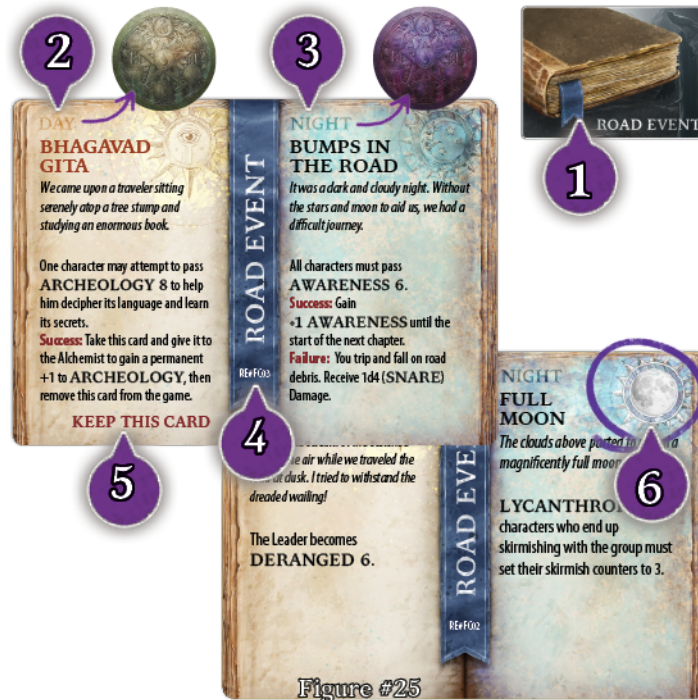 2
3
ROAD EVENT
1
DAY
BHAGAVAD
GITA
We came upon a traveler sitting
serenely atop a tree stump and
studying an enormous book.
One character may attempt to pass
ARCHEOLOGY 8 to help
him decipher its language and learn
its secrets.
Success: Take this card and give it to
the Alchemist to gain a permanent
+1 to ARCHEOLOGY, then
remove this card from the game.
KEEP THIS CARD
5
ROAD EVENT
RE#FC03
4
NIGHT
BUMPS IN
THE ROAD
It was a dark and cloudy night. Without
the stars and moon to aid us, we had a
difficult journey.
All characters must pass
AWARENESS 6.
Success: Gain
+1 AWARENESS until the
start of the next chapter.
Failure: You trip and fall on road
debris. Receive 1d4 (SNARE)
Damage.
air while we traveled the
at dusk. I tried to withstand the
dreaded wailing!
The Leader becomes
DERANGED 6.
ROAD EVE
RE#FC02
NIGHT
FULL
MOON
The clouds above parted
magnificently full moon
6
characters who end up
skirmishing with the group must
set their skirmish counters to 3.
Figure #25